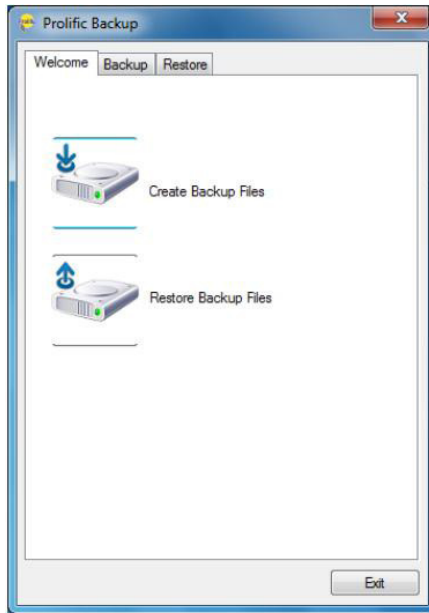 Prolific Backup
Welcome Backup Restore
Create Backup Files
Restore Backup Files
Exit